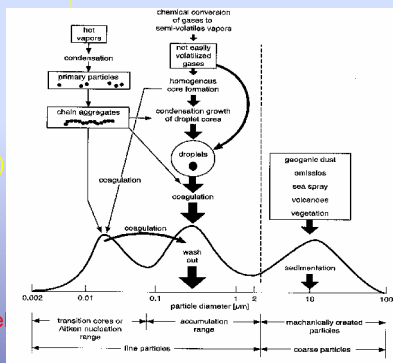 chemical conversion
of gases to
semi-volatiles vapors
hot
vapors
condensation
primary particles
chain aggregates
not easily
volatilized
gases
homogenous
core formation
condensation growth
of droplet cores
droplets
coagulation
coagulation
coagulation
wash
out
geogenic dust
emissios
sea spray
volcanoes
vegetation
sedimentation
0.002
0.01
0.1
1
2
10
100
particle diameter [µm]
transition cores or
Aitken nucleation
range
accumulation
range
machanically created
particles
fine particles
coarse particles
e